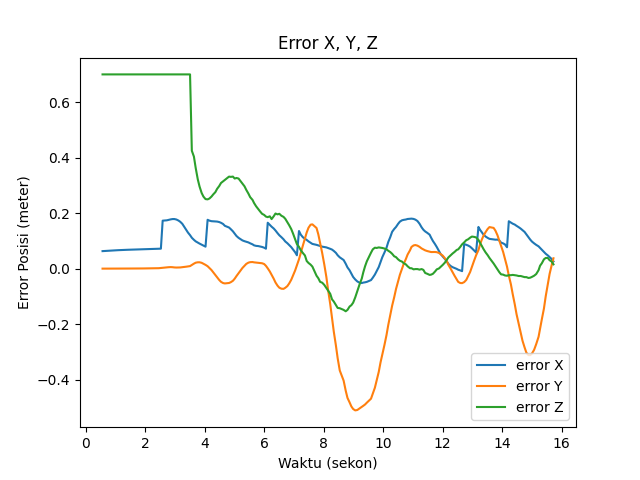 Error X, Y, Z
Error Posisi (meter)
0.6
0.4
0.2
0.0
−0.2
−0.4
0 2 4 6 8 10 12 14 16
Waktu (sekon)
error X
error Y
error Z